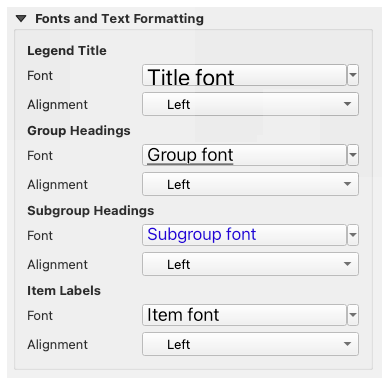 Fonts and Text Formatting
Legend Title
Font Title font
Alignment Left
Group Headings
Font Group font
Alignment Left
Subgroup Headings
Font Subgroup font
Alignment Left
Item Labels
Font Item font
Alignment Left